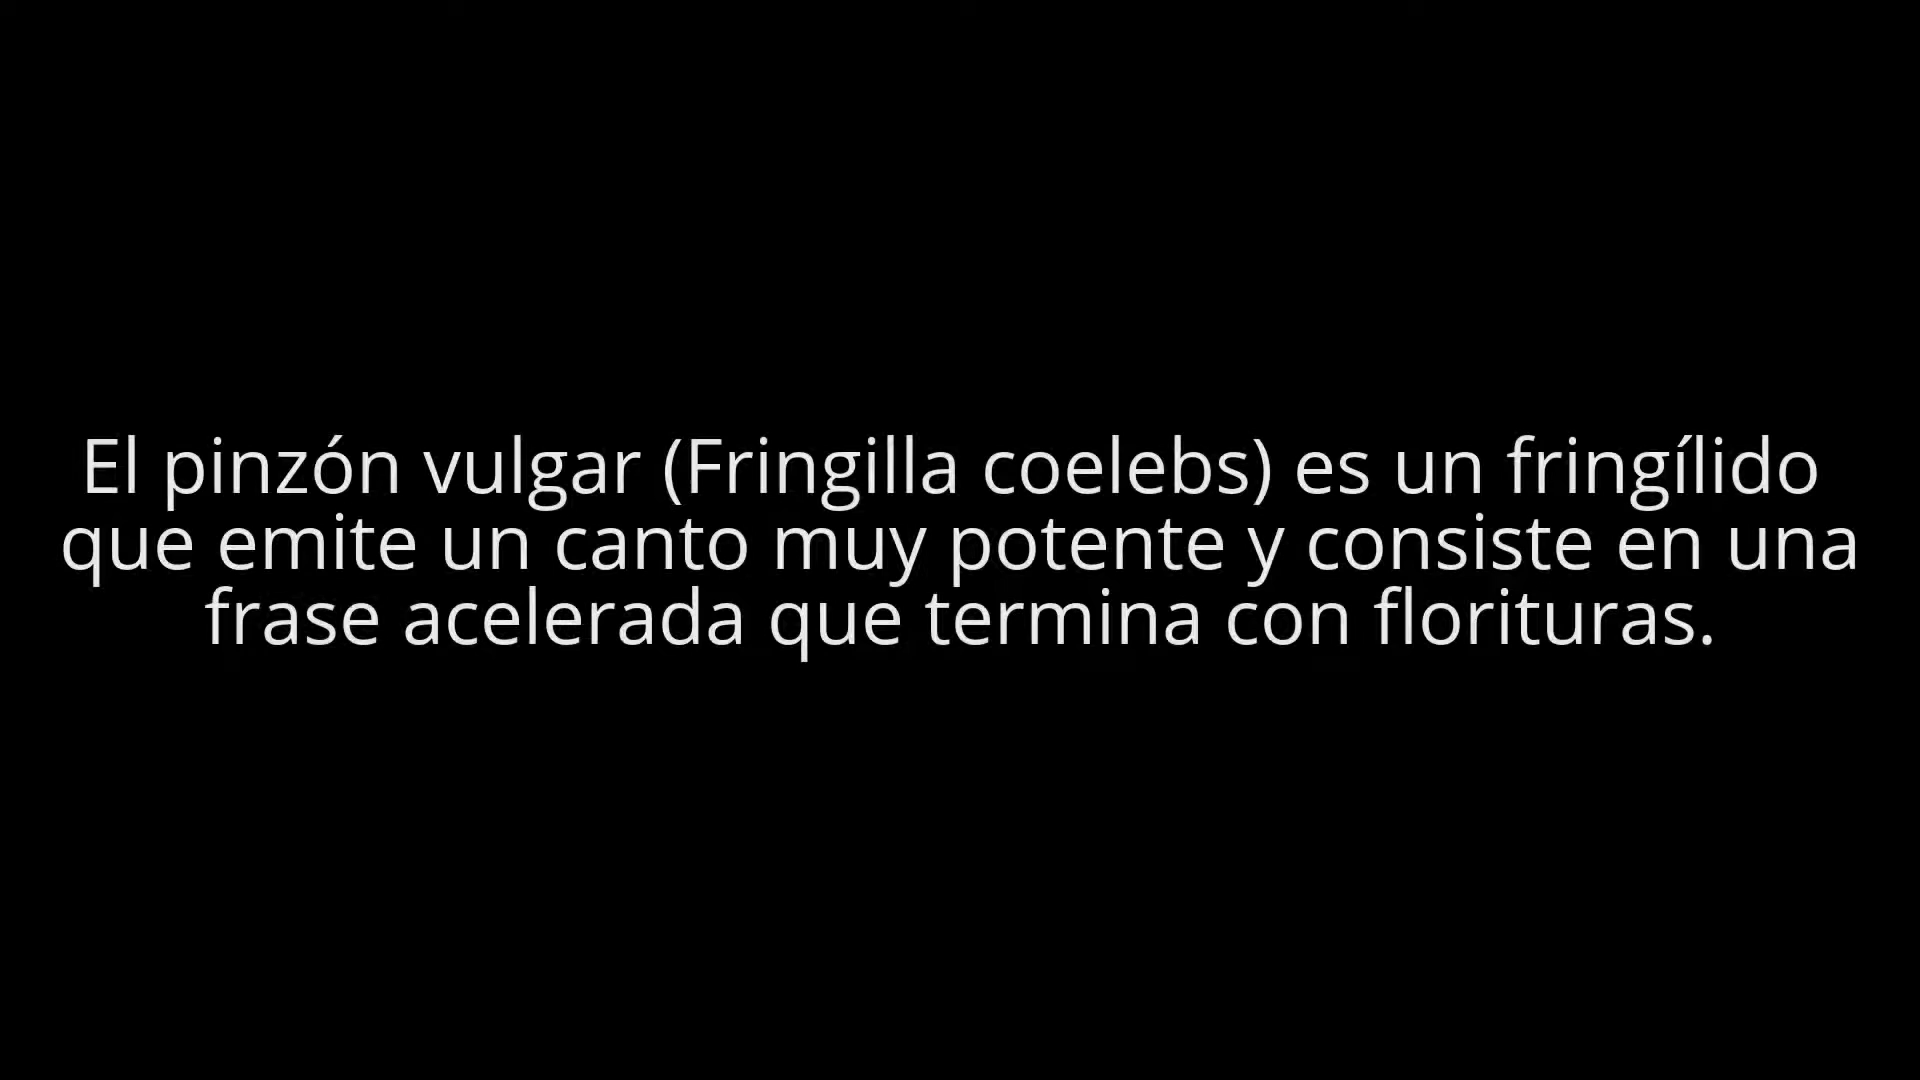 El pinzón vulgar (Fringilla coelebs) es un fringílido
que emite un canto muy potente y consiste en una
frase acelerada que termina con florituras.